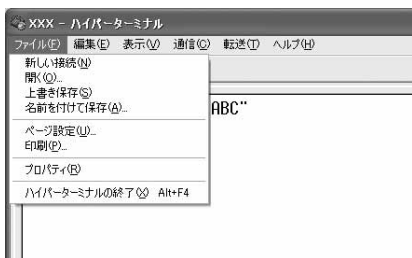 XXX - ハイパーターミナル
ファイル(F) 編集(E) 表示(V) 通信(C) 転送(T) ヘルプ(H)
新しい接続(N)
開く(O)...
上書き保存(S)
名前を付けて保存(A)...
ABC"
ページ設定(U)...
印刷(P)...
プロパティ(R)
ハイパーターミナルの終了(X) Alt+F4